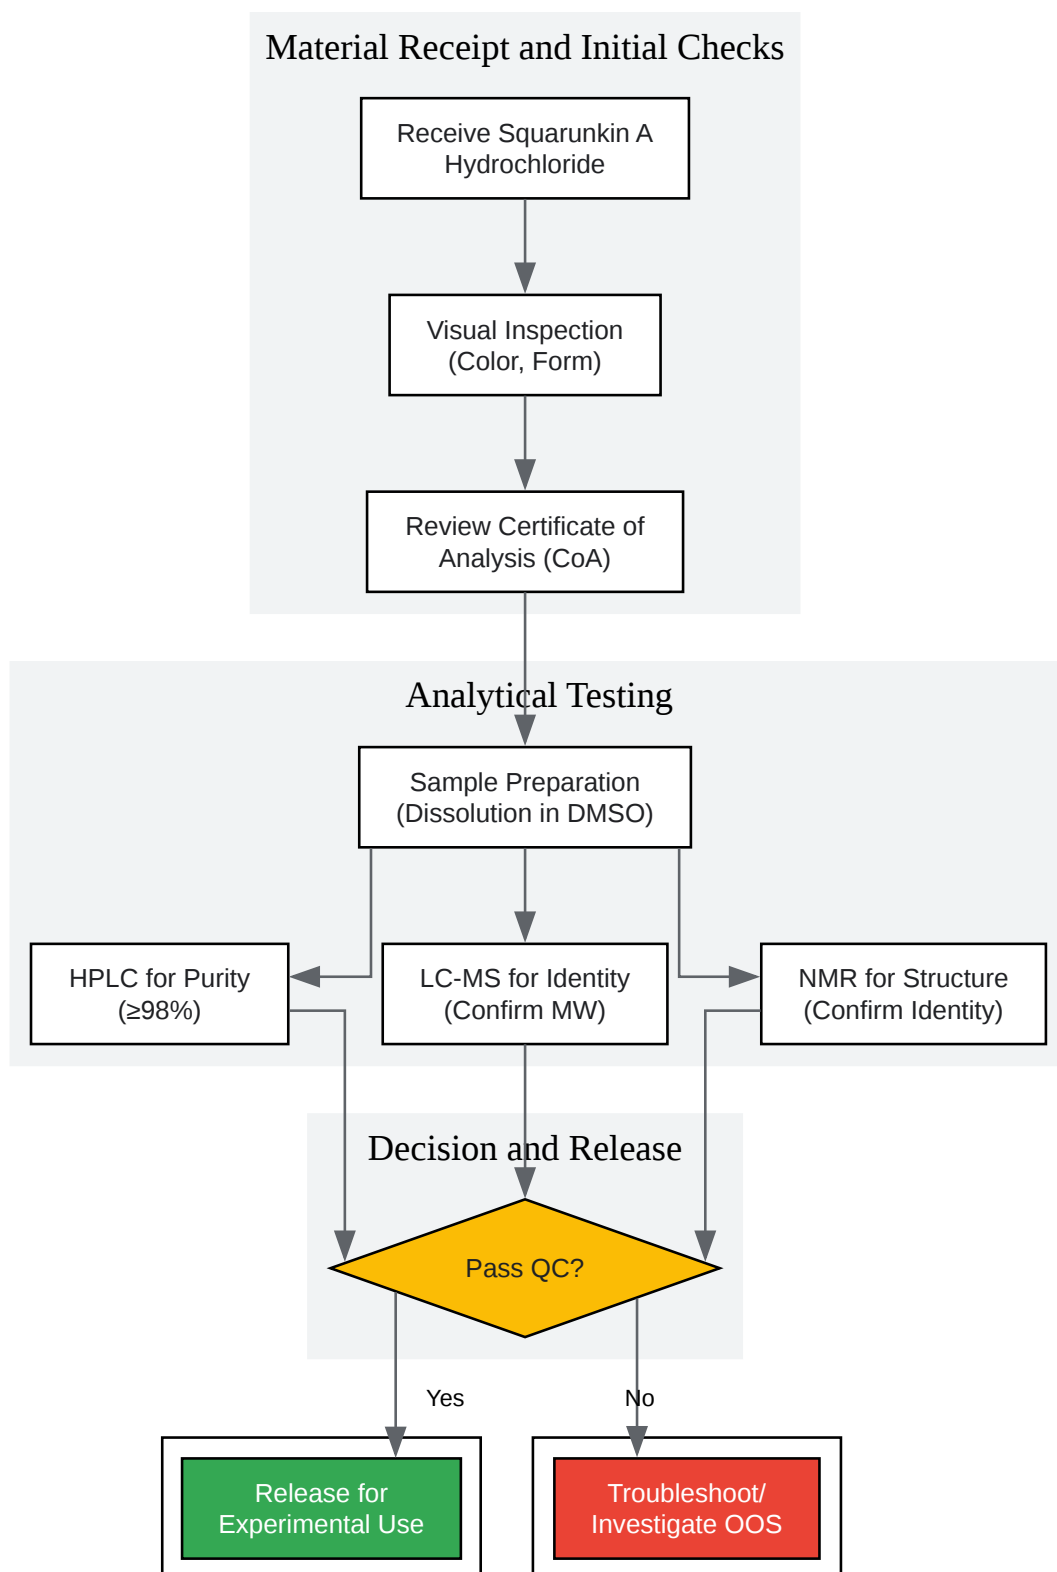 Material Receipt and Initial Checks
Receive Squarunkin A
Hydrochloride
Visual Inspection
(Color, Form)
Review Certificate of
Analysis (CoA)
Analytical Testing
Sample Preparation
(Dissolution in DMSO)
HPLC for Purity
(≥98%)
LC-MS for Identity
(Confirm MW)
NMR for Structure
(Confirm Identity)
Decision and Release
Pass QC?
Yes
No
Release for
Experimental Use
Troubleshoot/
Investigate OOS